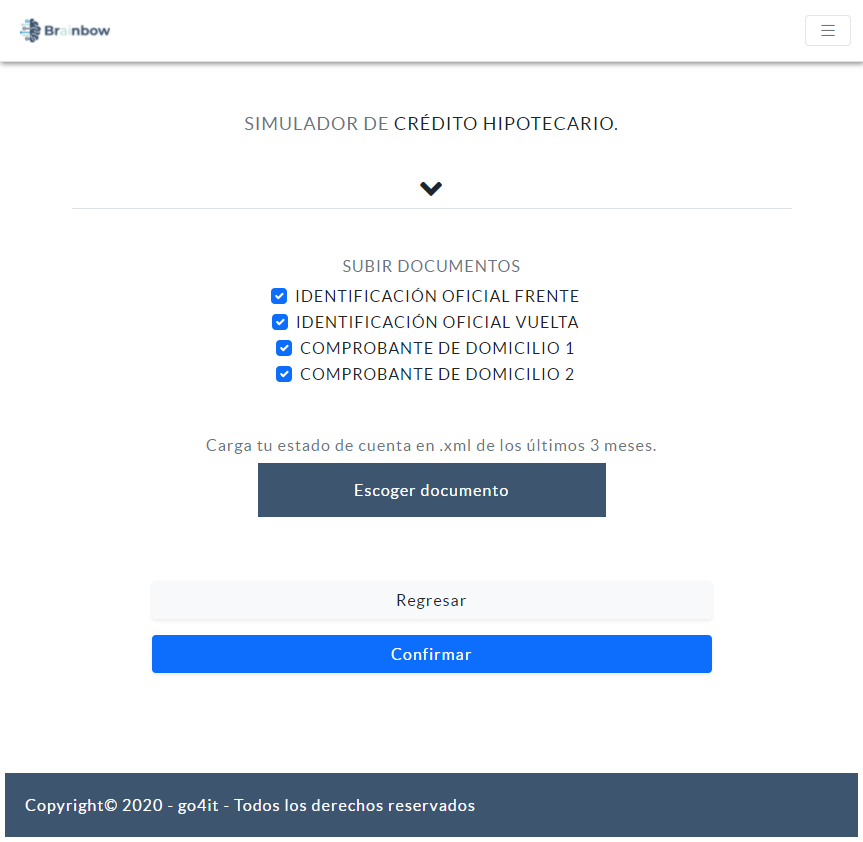 Brainbow
SIMULADOR DE CRÉDITO HIPOTECARIO.
SUBIR DOCUMENTOS
IDENTIFICACIÓN OFICIAL FRENTE
IDENTIFICACIÓN OFICIAL VUELTA
COMPROBANTE DE DOMICILIO 1
COMPROBANTE DE DOMICILIO 2
Carga tu estado de cuenta en .xml de los últimos 3 meses.
Escoger documento
Regresar
Confirmar
Copyright© 2020 - go4it - Todos los derechos reservados